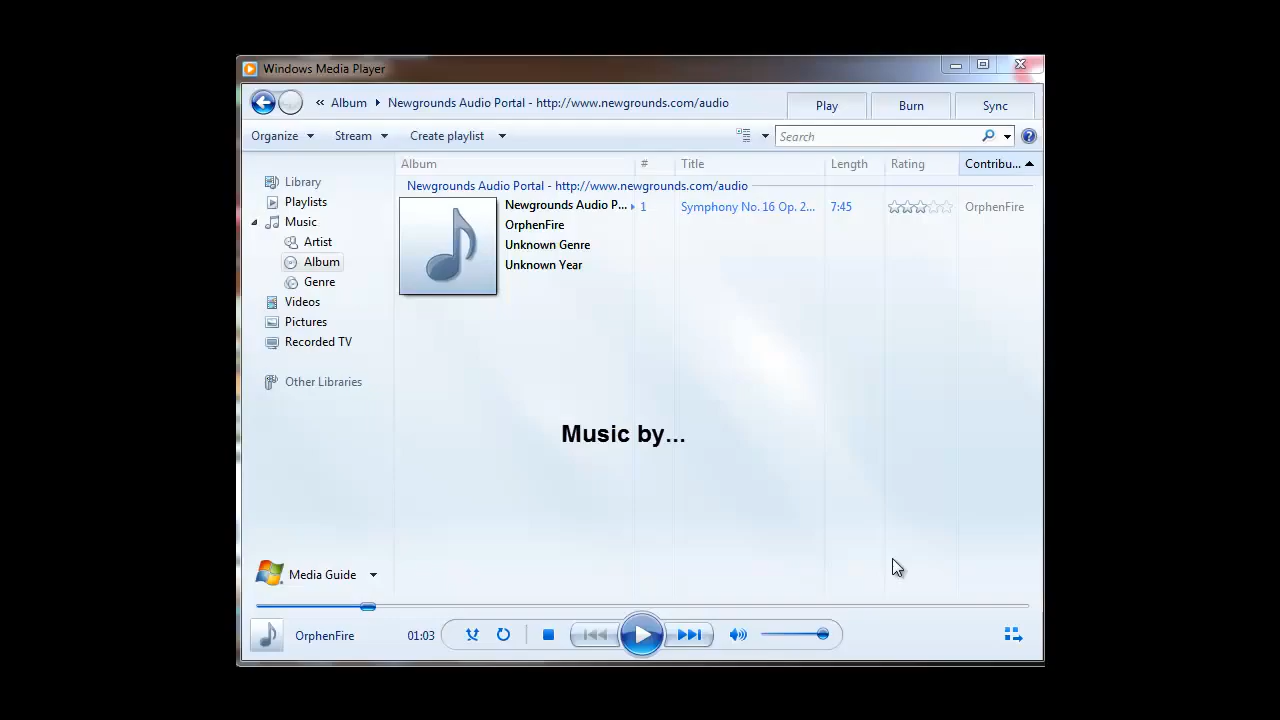 Windows Media Player
« Album ▸ Newgrounds Audio Portal - http://www.newgrounds.com/audio
Play Burn Sync
Organize Stream Create playlist Search
Album # Title Length Rating Contribu...
Library
Playlists
Music
Artist
Album
Genre
Videos
Pictures
Recorded TV
Other Libraries
Newgrounds Audio Portal - http://www.newgrounds.com/audio
Newgrounds Audio P... 1 Symphony No. 16 Op. 2... 7:45 OrphenFire
OrphenFire
Unknown Genre
Unknown Year
Music by...
Media Guide
OrphenFire 01:03